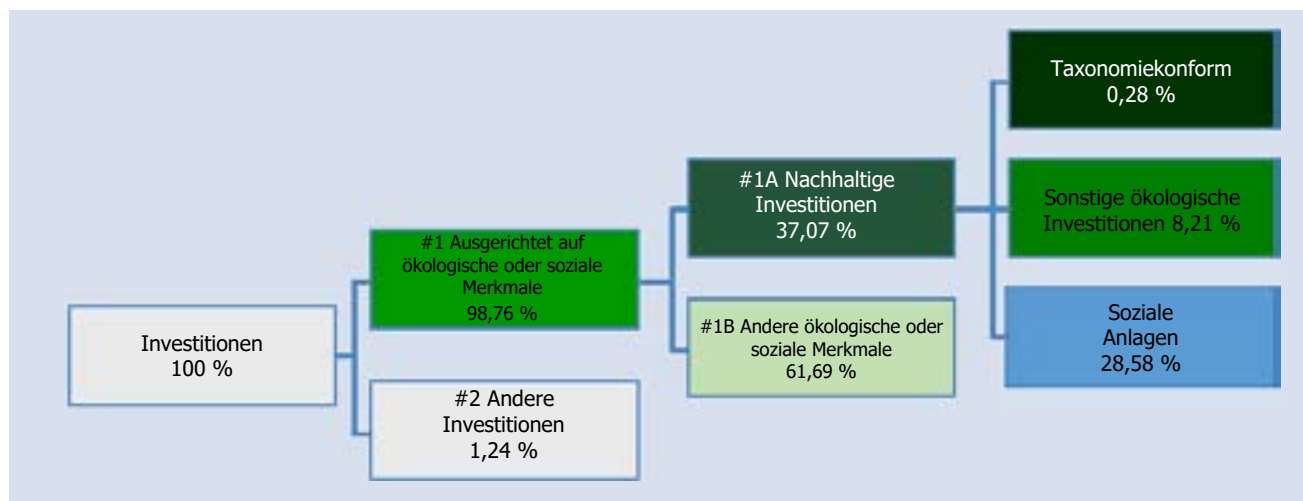 Investitionen
100 %
#1 Ausgerichtet auf
ökologische oder soziale
Merkmale
98,76 %
#2 Andere
Investitionen
1,24 %
#1A Nachhaltige
Investitionen
37,07 %
#1B Andere ökologische oder
soziale Merkmale
61,69 %
Taxonomiekonform
0,28 %
Sonstige ökologische
Investitionen 8,21 %
Soziale
Anlagen
28,58 %